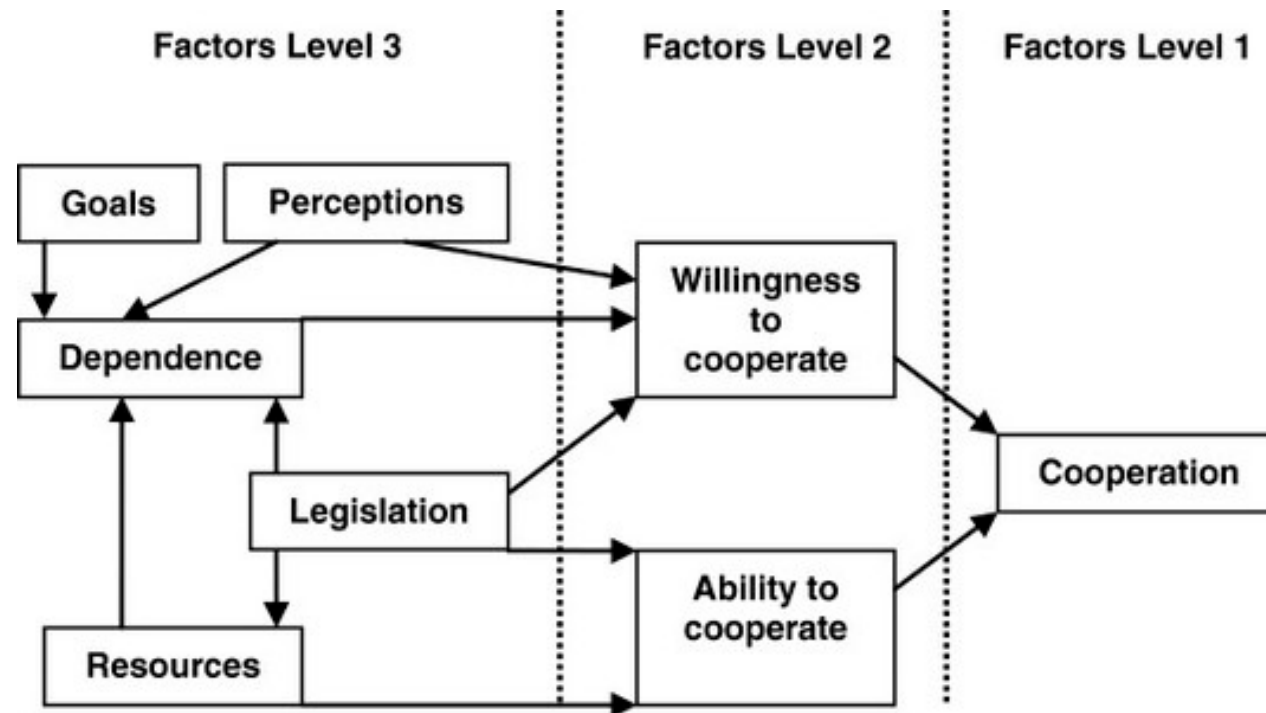 Factors Level 3
Factors Level 2
Factors Level 1
Goals
Perceptions
Willingness
to
cooperate
Dependence
Cooperation
Legislation
Ability to
cooperate
Resources